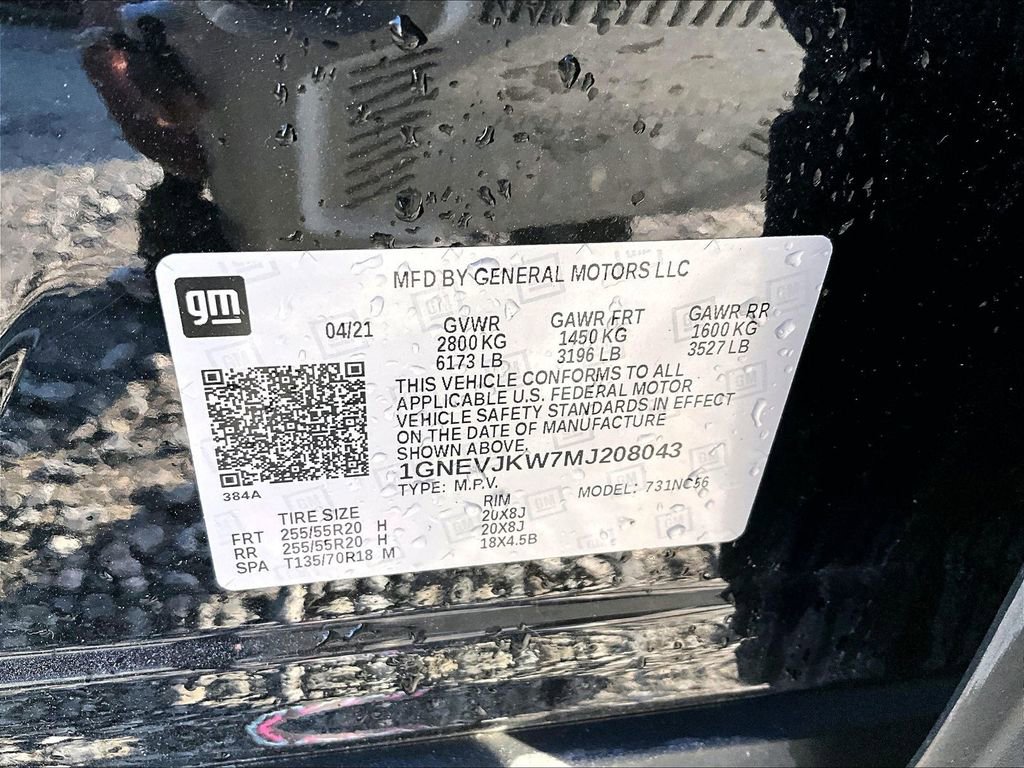 gm
MFD BY GENERAL MOTORS LLC
04/21
GVWR GAWR FRT GAWR RR
2800 KG 1450 KG 1600 KG
6173 LB 3196 LB 3527 LB
THIS VEHICLE CONFORMS TO ALL
APPLICABLE U.S. FEDERAL MOTOR
VEHICLE SAFETY STANDARDS IN EFFECT
ON THE DATE OF MANUFACTURE
SHOWN ABOVE.
1GNEVJKW7MJ208043
TYPE: M.P.V. MODEL: 731NC56
384A
TIRE SIZE RIM
FRT 255/55R20 H 20X8J
RR 255/55R20 H 20X8J
SPA T135/70R18 M 18X4.5B